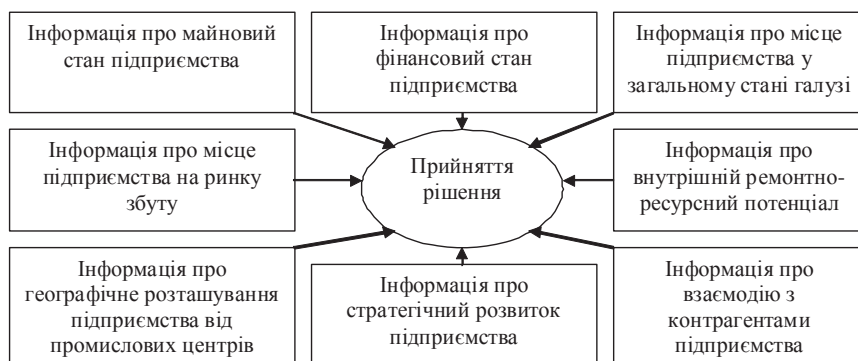 Інформація про майновий
стан підприємства
Інформація про
фінансовий стан
підприємства
Інформація про місце
підприємства у
загальному стані галузі
Інформація про місце
підприємства на ринку
збуту
Прийняття
рішення
Інформація про
внутрішній ремонтно-
ресурсний потенціал
Інформація про
географічне розташування
підприємства від
промислових центрів
Інформація про
стратегічний розвиток
підприємства
Інформація про
взаємодію з
контрагентами
підприємства